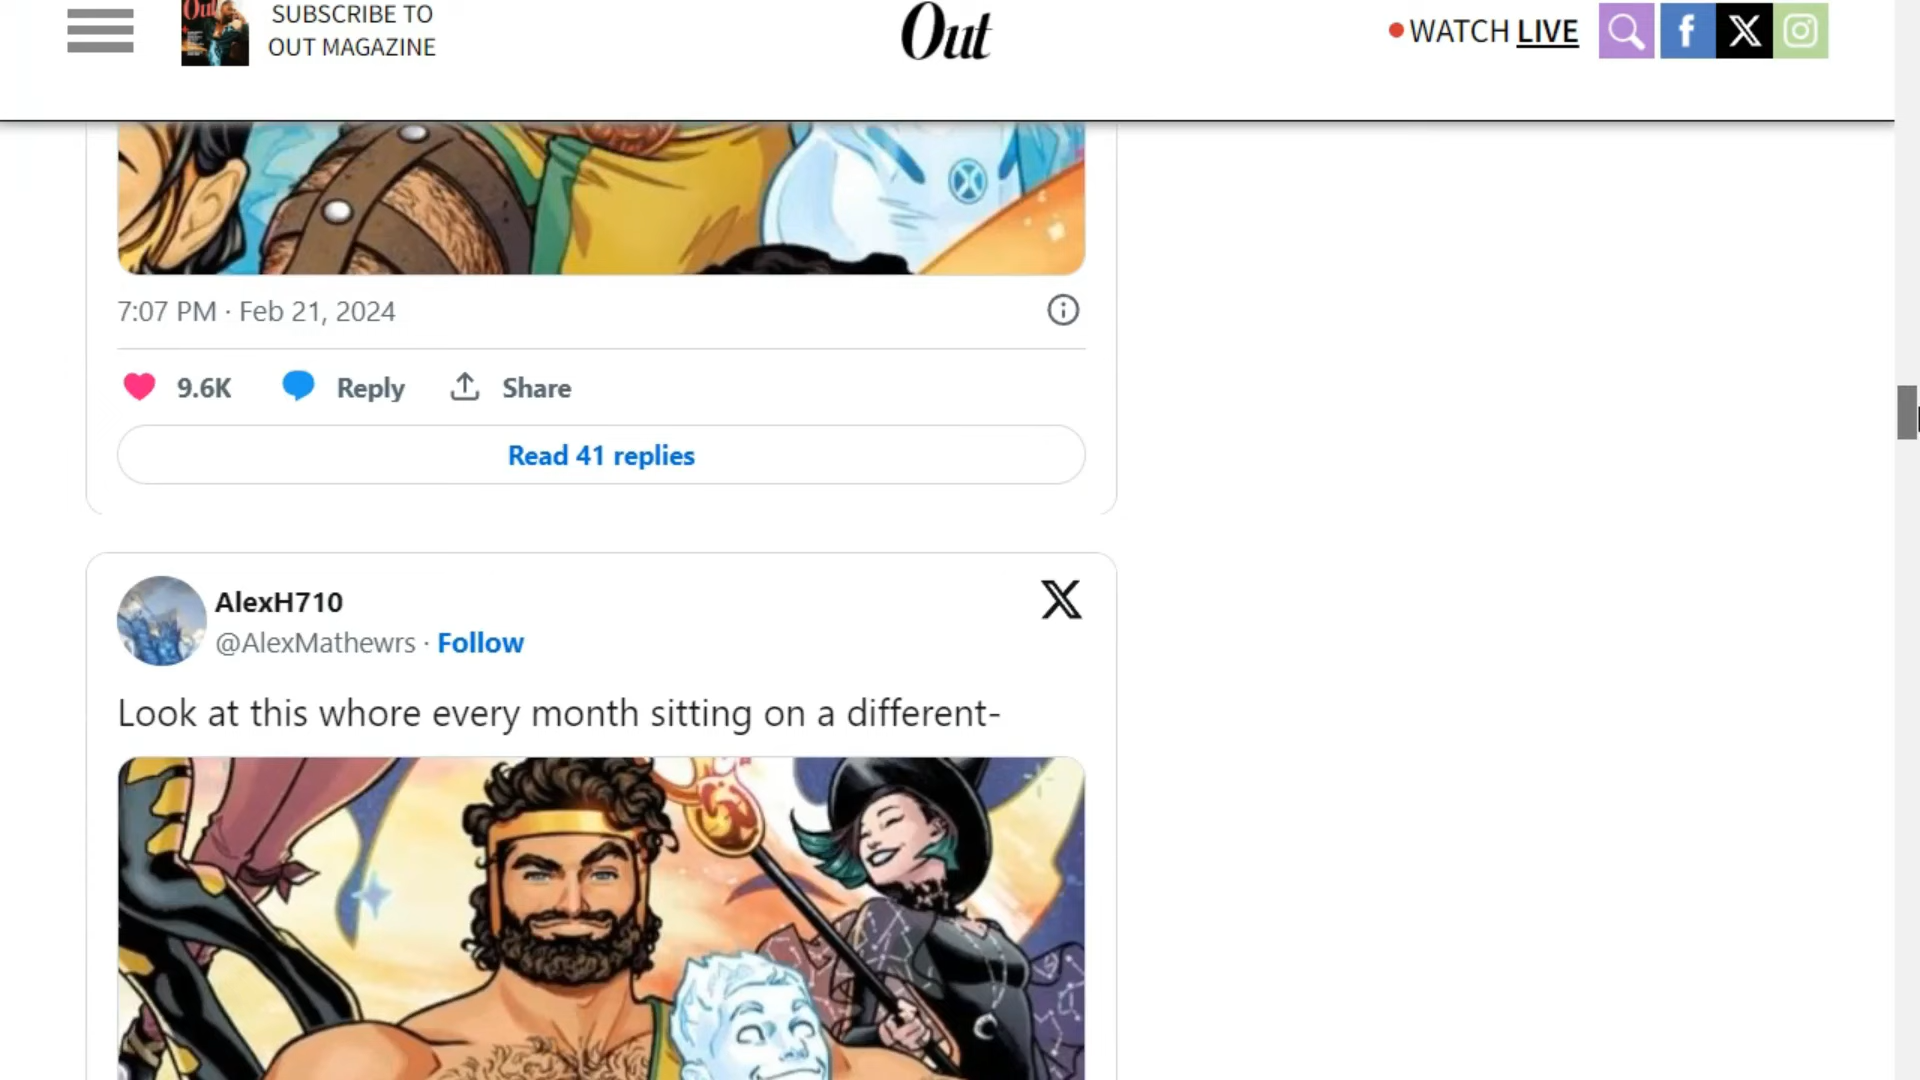 Out
SUBSCRIBE TO
OUT MAGAZINE
Out
WATCH LIVE
f
X
7:07 PM · Feb 21, 2024
9.6K
Reply
Share
Read 41 replies
AlexH710
@AlexMathewrs · Follow
Look at this whore every month sitting on a different-